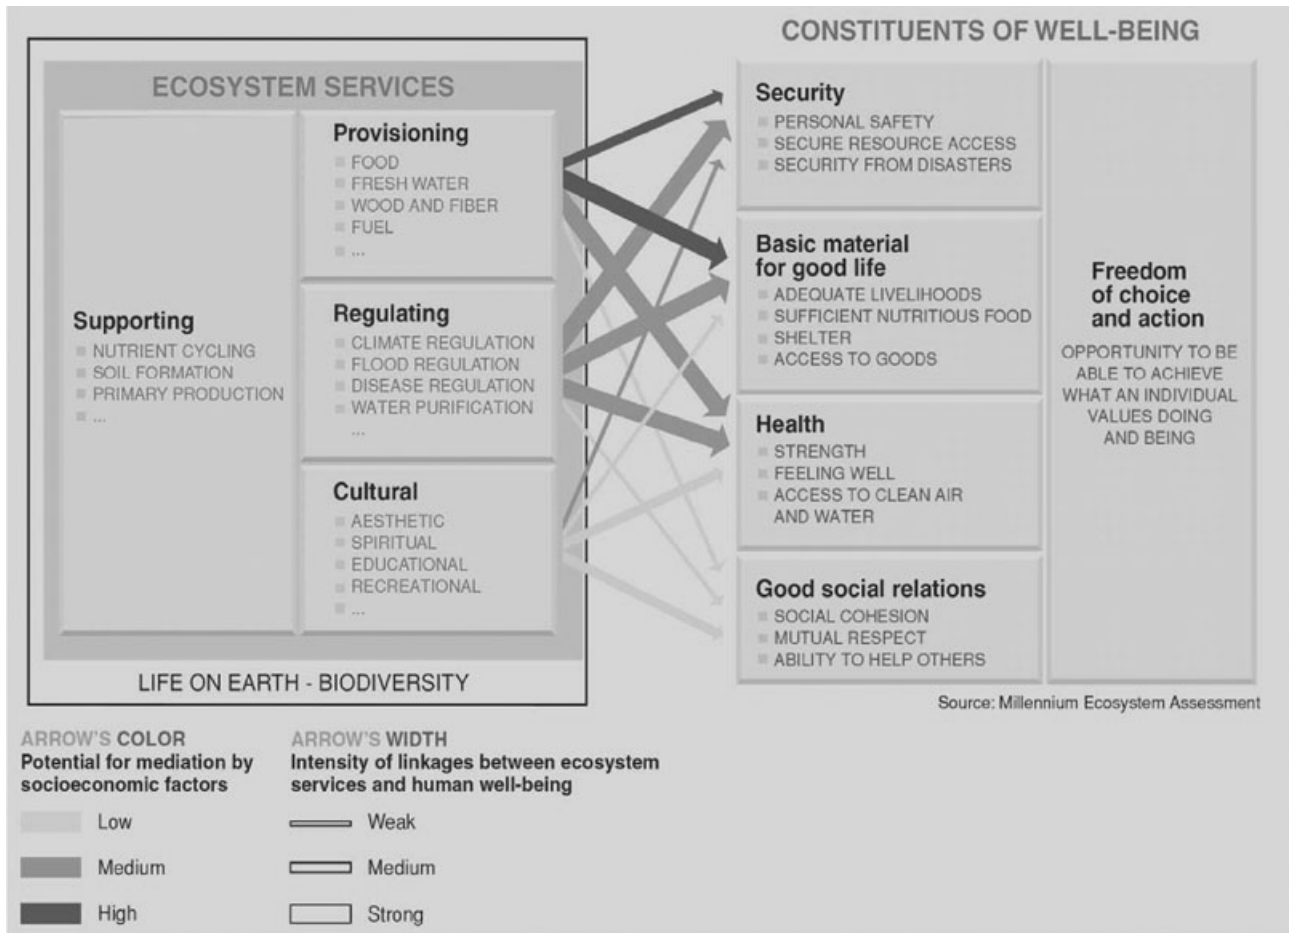 CONSTITUENTS OF WELL-BEING
ECOSYSTEM SERVICES
Supporting
NUTRIENT CYCLING
SOIL FORMATION
PRIMARY PRODUCTION
...
Provisioning
FOOD
FRESH WATER
WOOD AND FIBER
FUEL
...
Regulating
CLIMATE REGULATION
FLOOD REGULATION
DISEASE REGULATION
WATER PURIFICATION
...
Cultural
AESTHETIC
SPIRITUAL
EDUCATIONAL
RECREATIONAL
...
LIFE ON EARTH - BIODIVERSITY
Security
PERSONAL SAFETY
SECURE RESOURCE ACCESS
SECURITY FROM DISASTERS
Basic material
for good life
ADEQUATE LIVELIHOODS
SUFFICIENT NUTRITIOUS FOOD
SHELTER
ACCESS TO GOODS
Health
STRENGTH
FEELING WELL
ACCESS TO CLEAN AIR
AND WATER
Good social relations
SOCIAL COHESION
MUTUAL RESPECT
ABILITY TO HELP OTHERS
Freedom
of choice
and action
OPPORTUNITY TO BE
ABLE TO ACHIEVE
WHAT AN INDIVIDUAL
VALUES DOING
AND BEING
Source: Millennium Ecosystem Assessment
ARROW'S COLOR
Potential for mediation by
socioeconomic factors
Low
Medium
High
ARROW'S WIDTH
Intensity of linkages between ecosystem
services and human well-being
Weak
Medium
Strong